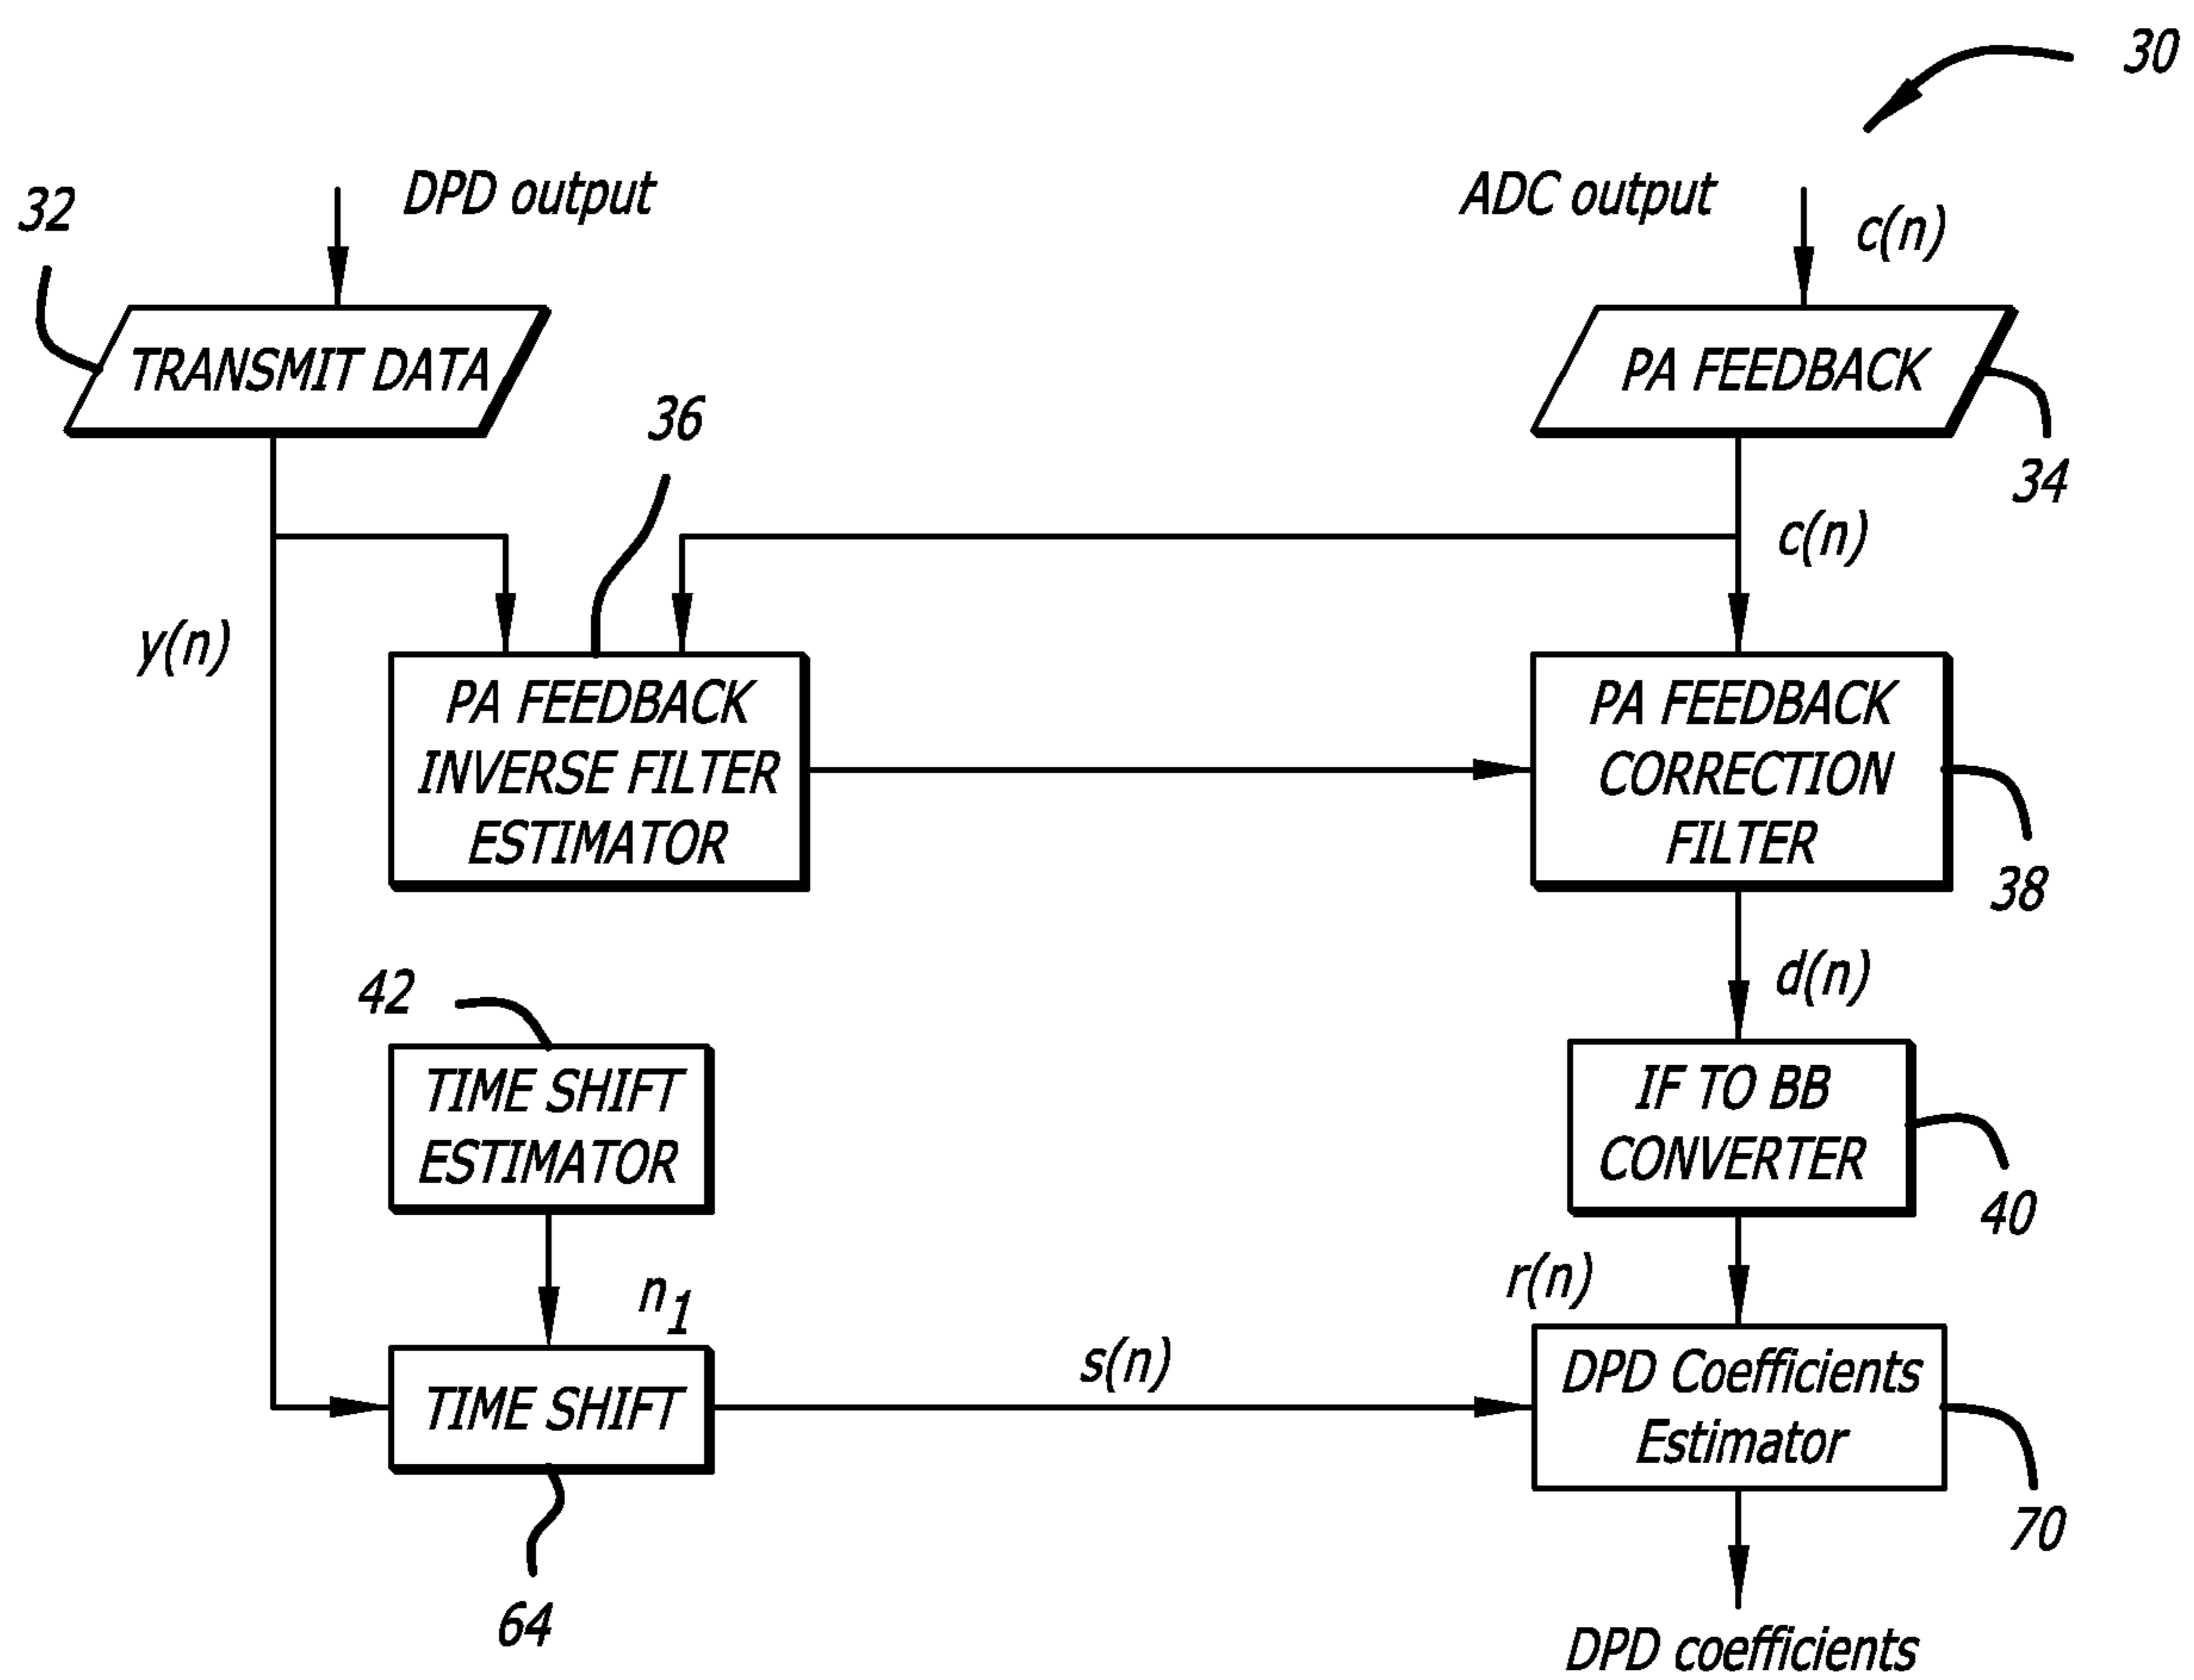 30
DPD output
ADC output
c(n)
32
TRANSMIT DATA
PA FEEDBACK
34
36
c(n)
y(n)
PA FEEDBACK
INVERSE FILTER
ESTIMATOR
PA FEEDBACK
CORRECTION
FILTER
38
d(n)
42
TIME SHIFT
ESTIMATOR
IF TO BB
CONVERTER
40
n1
r(n)
TIME SHIFT
s(n)
DPD Coefficients
Estimator
70
64
DPD coefficients